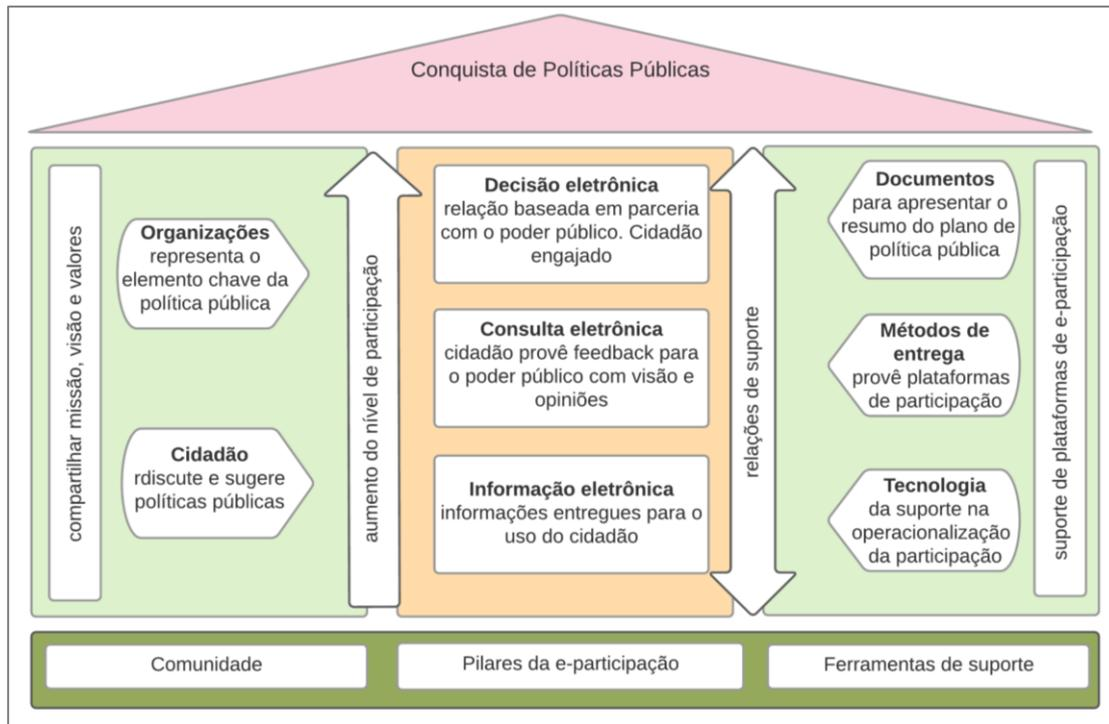 Conquista de Políticas Públicas
compartilhar missão, visão e valores
Organizações
representa o
elemento chave da
política pública
Cidadão
rdiscute e sugere
políticas públicas
aumento do nível de participação
Decisão eletrônica
relação baseada em parceria
com o poder público. Cidadão
engajado
Consulta eletrônica
cidadão provê feedback para
o poder público com visão e
opiniões
Informação eletrônica
informações entregues para o
uso do cidadão
relações de suporte
Documentos
para apresentar o
resumo do plano de
política pública
Métodos de
entrega
provê plataformas
de participação
Tecnologia
da suporte na
operacionalização
da participação
suporte de plataformas de e-participação
Comunidade
Pilares da e-participação
Ferramentas de suporte